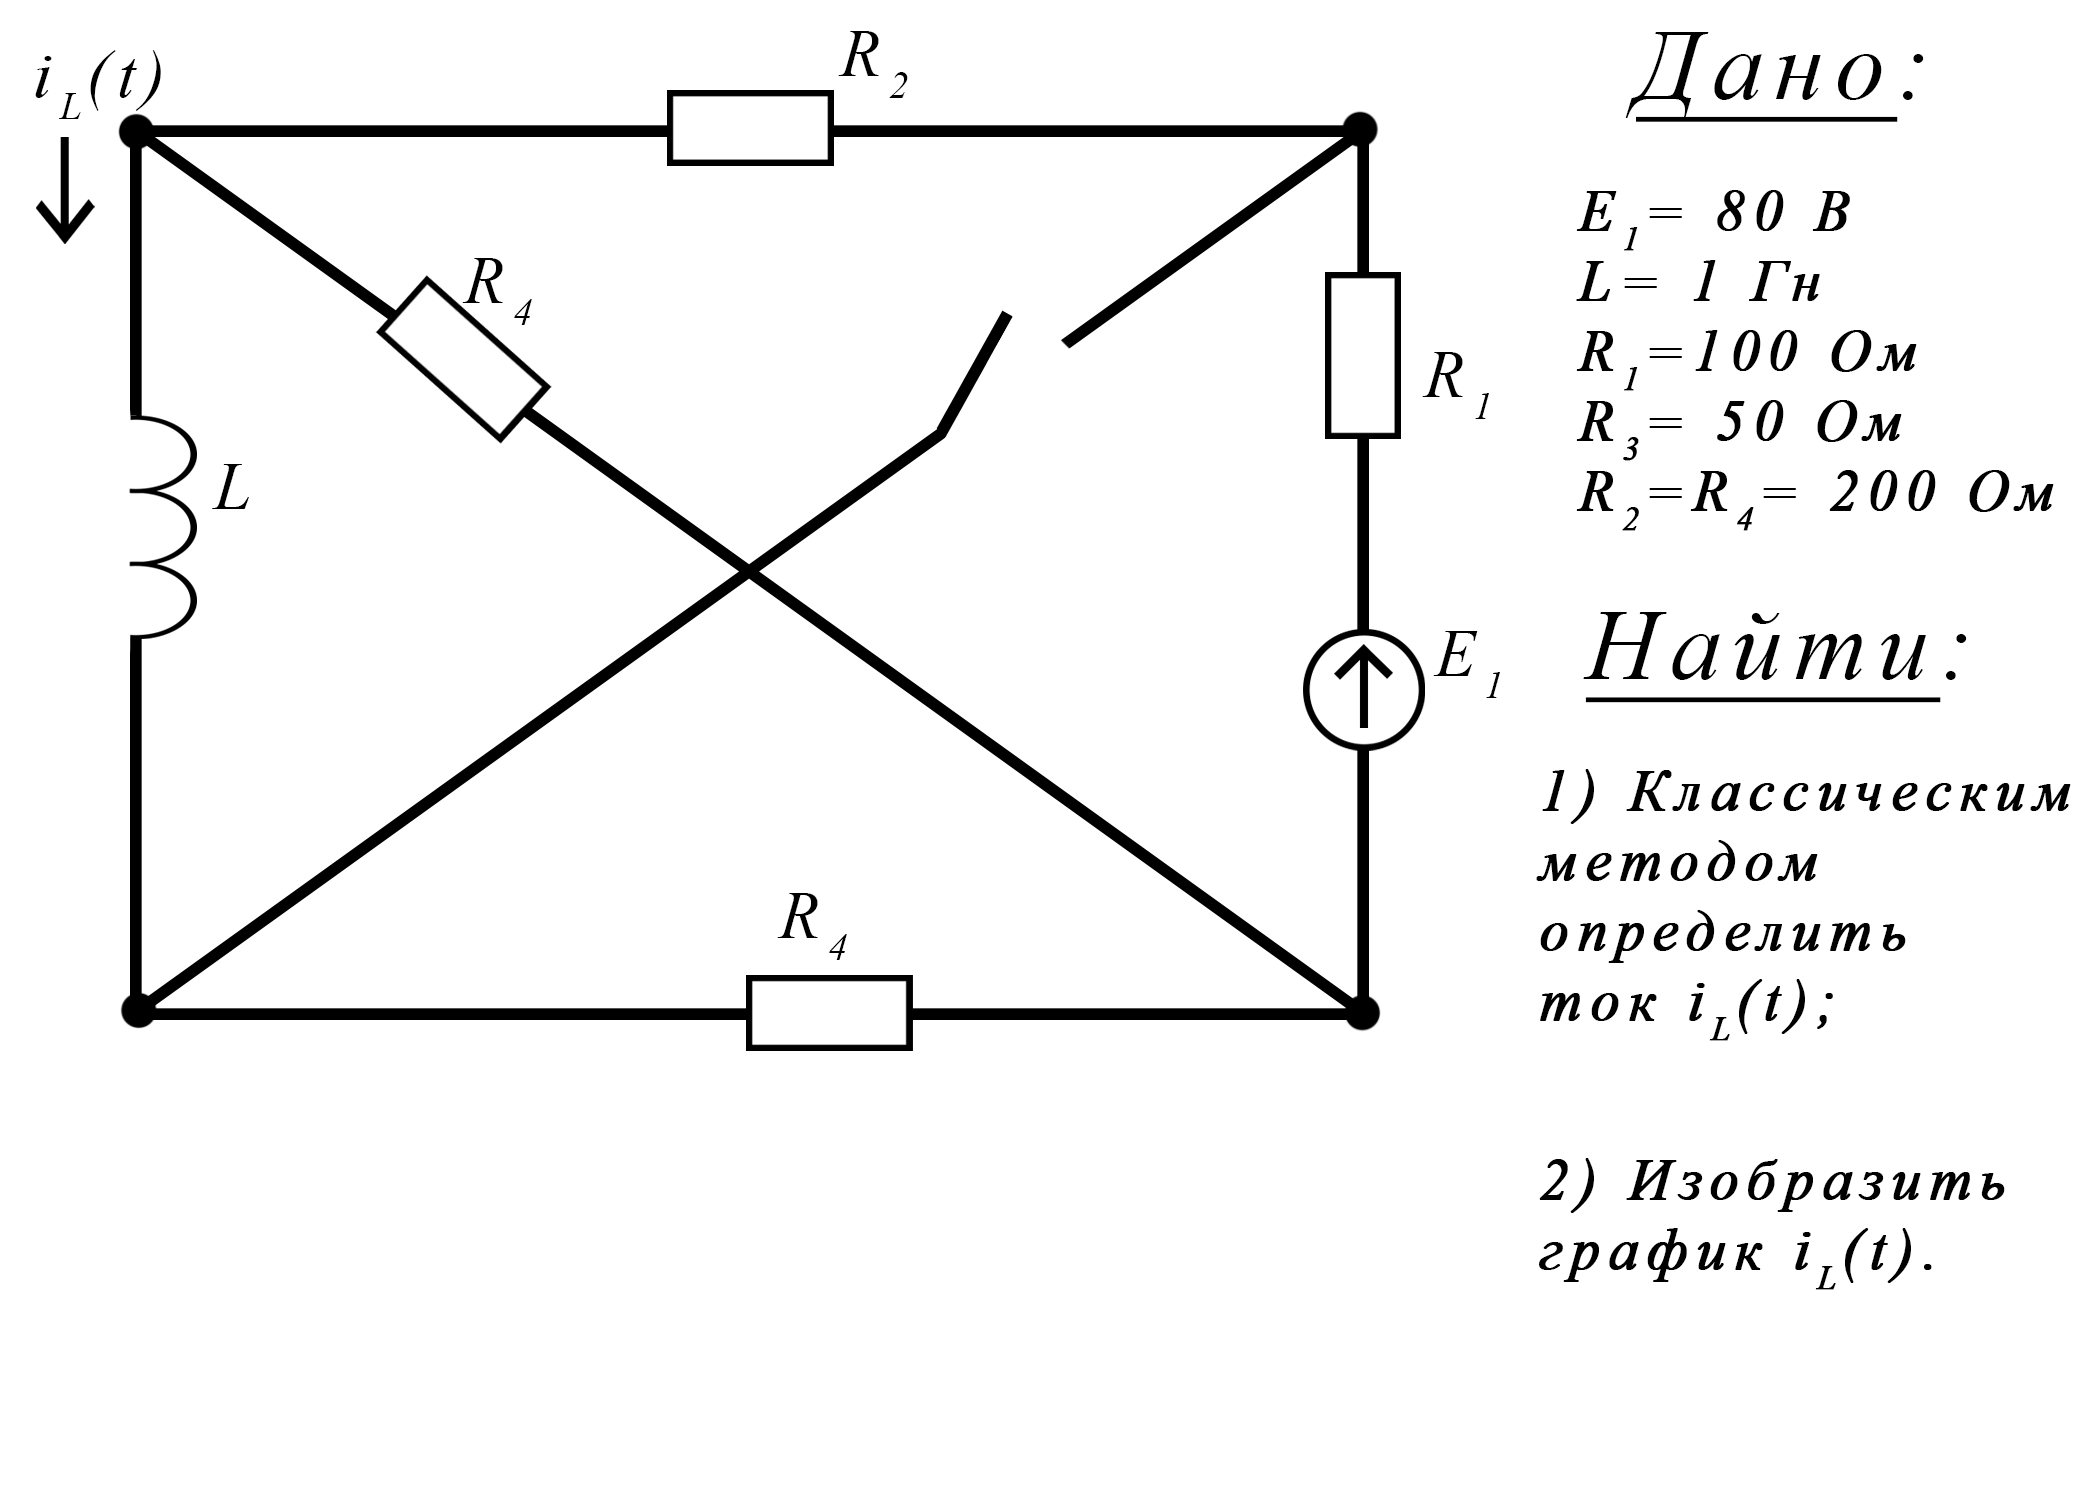 i_L(t)
R_2
R_4
L
R_1
E_1
R_4
Дано:
E_1= 80 В
L= 1 Гн
R_1=100 Ом
R_3= 50 Ом
R_2=R_4= 200 Ом
Найти:
1) Классическим
методом
определить
ток i_L(t);
2) Изобразить
график i_L(t).